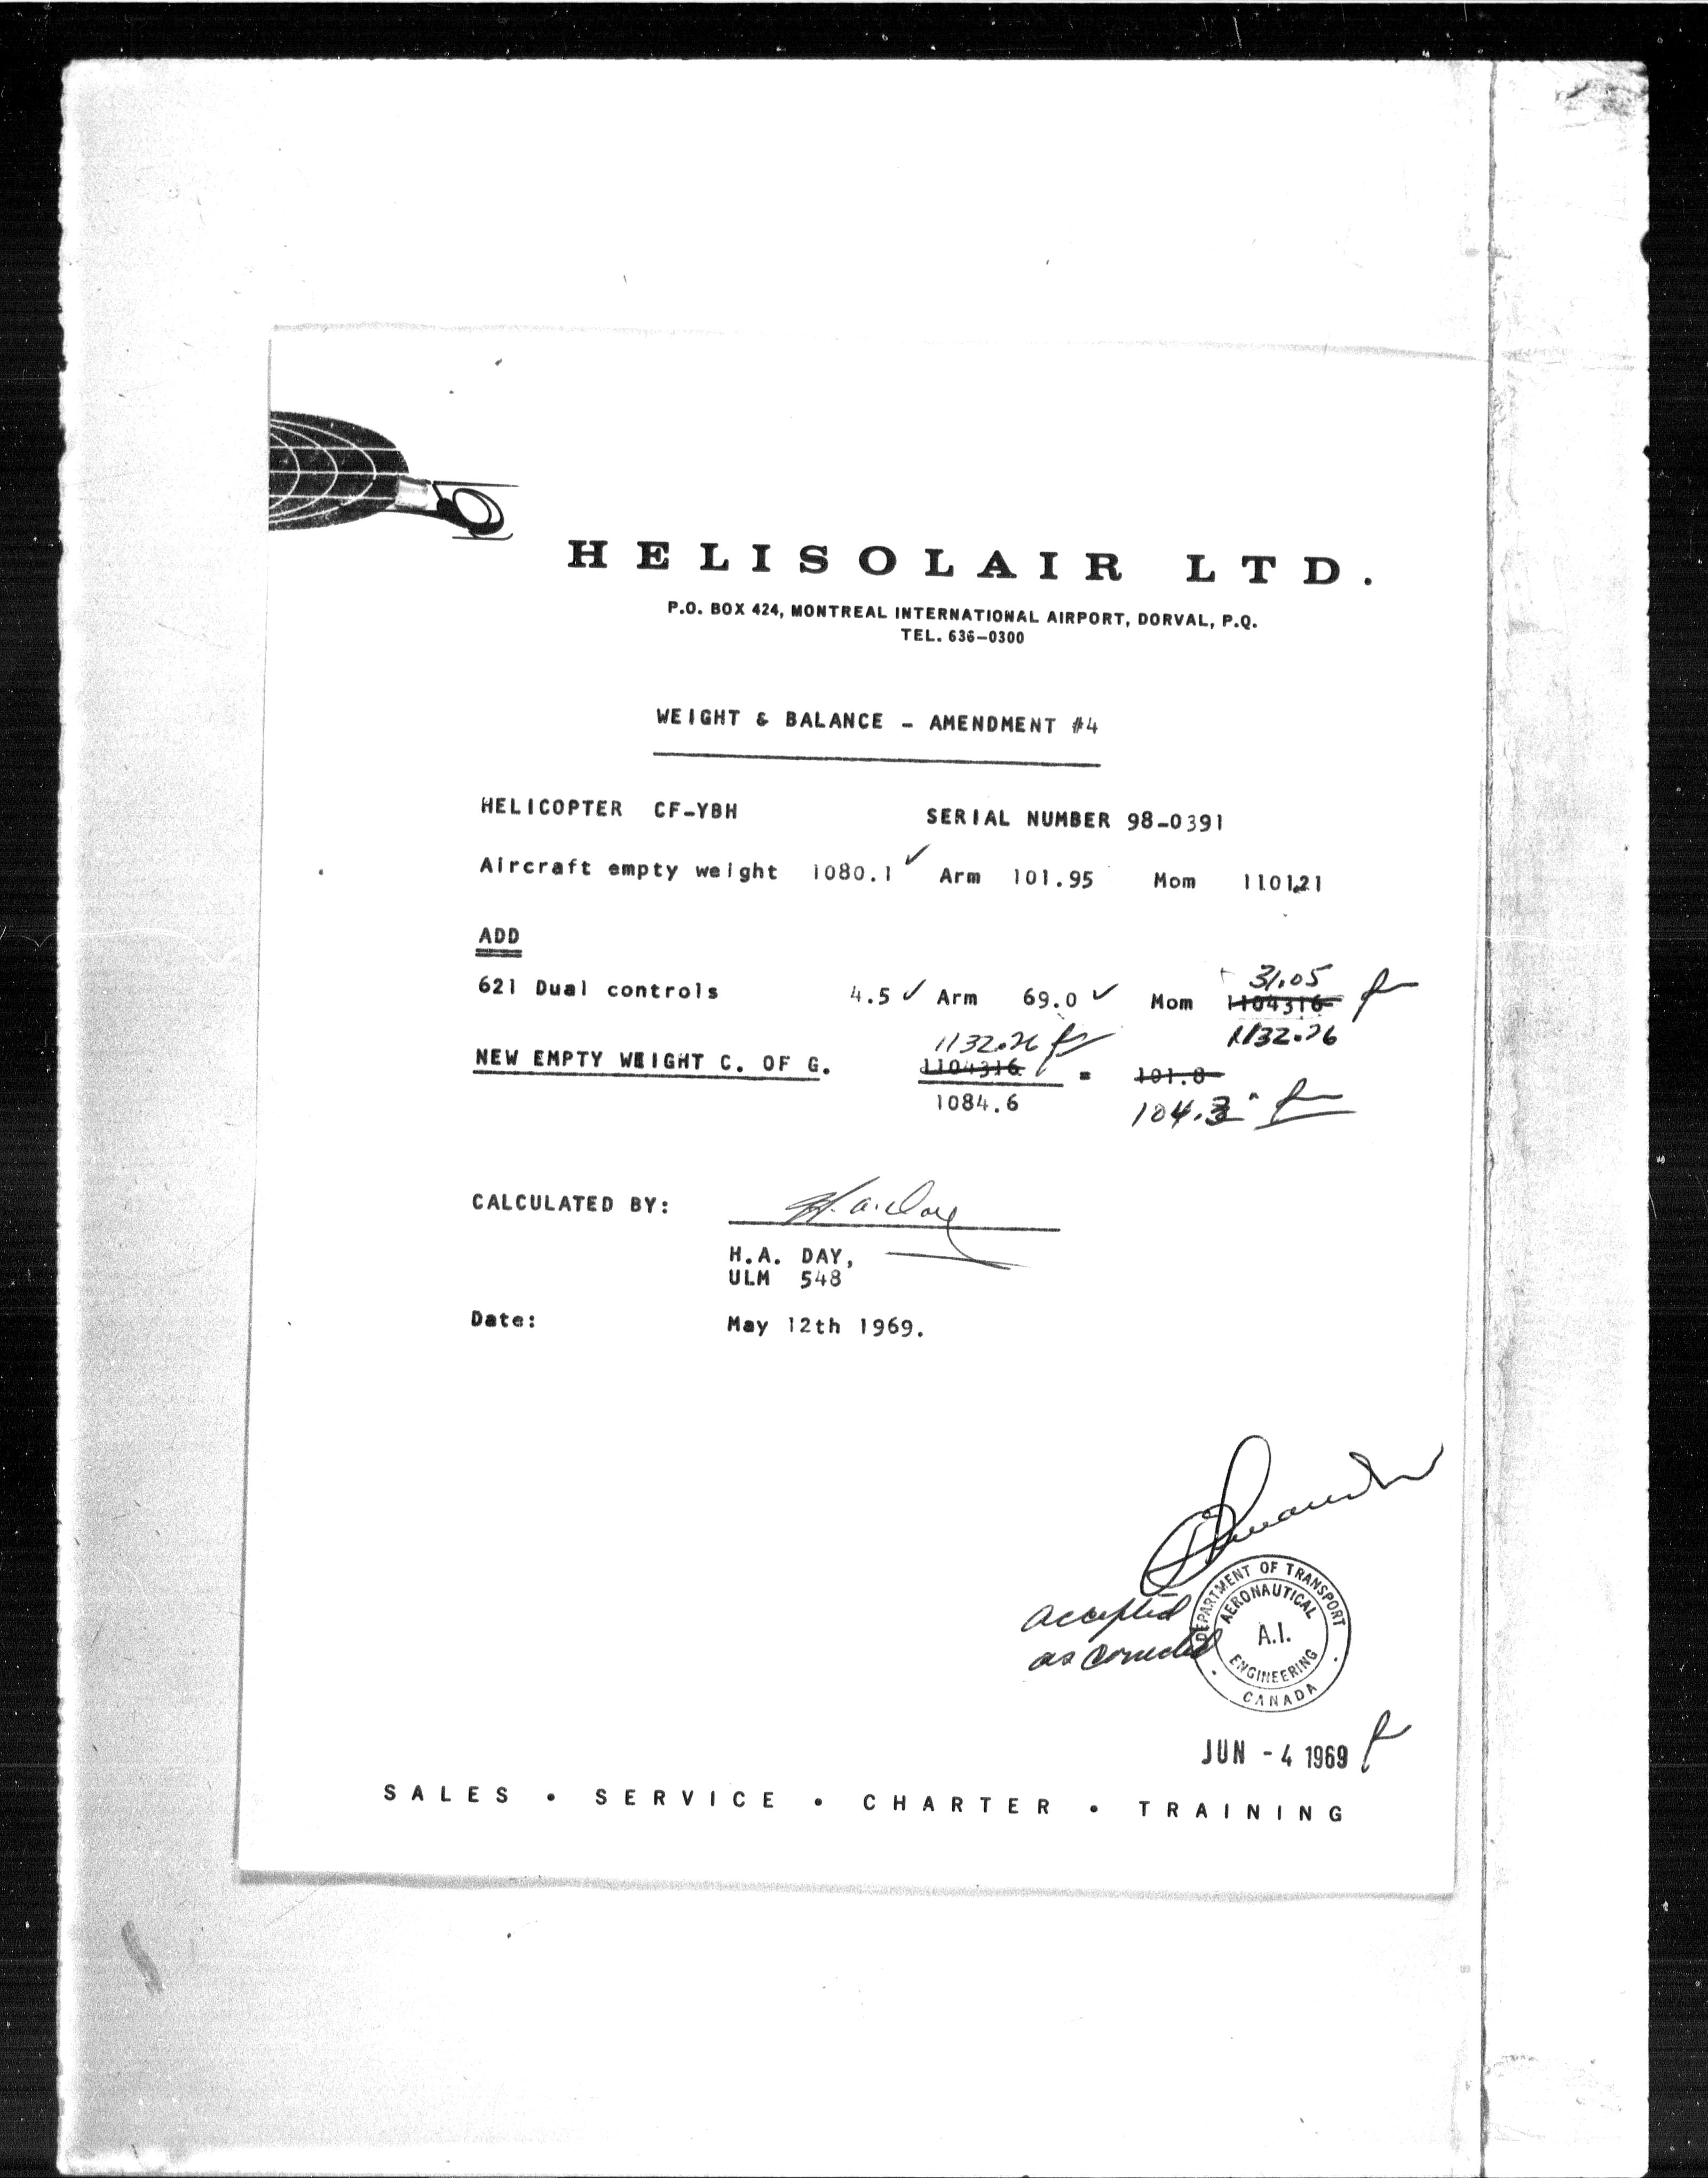 HELISOLAIR LTD.
P.O. BOX 424, MONTREAL INTERNATIONAL AIRPORT, DORVAL, P.Q.
TEL. 636-0300
WEIGHT & BALANCE - AMENDMENT #4
HELICOPTER CF-YBH SERIAL NUMBER 98-0391
Aircraft empty weight 1080.1 ✓ Arm 101.95 Mom 1101.21
ADD
31.05
621 Dual controls 4.5 ✓ Arm 69.0 ✓ Mom 1104316
1132.26 1132.26
NEW EMPTY WEIGHT C. OF G. 1104316 = 101.8
1084.6 104.3"
CALCULATED BY: H.A. Day
H.A. DAY,
ULM 548
Date: May 12th 1969.
accepted
as corrected
DEPARTMENT OF TRANSPORT
AERONAUTICAL
A.I.
ENGINEERING
CANADA
JUN - 4 1969
SALES • SERVICE • CHARTER • TRAINING